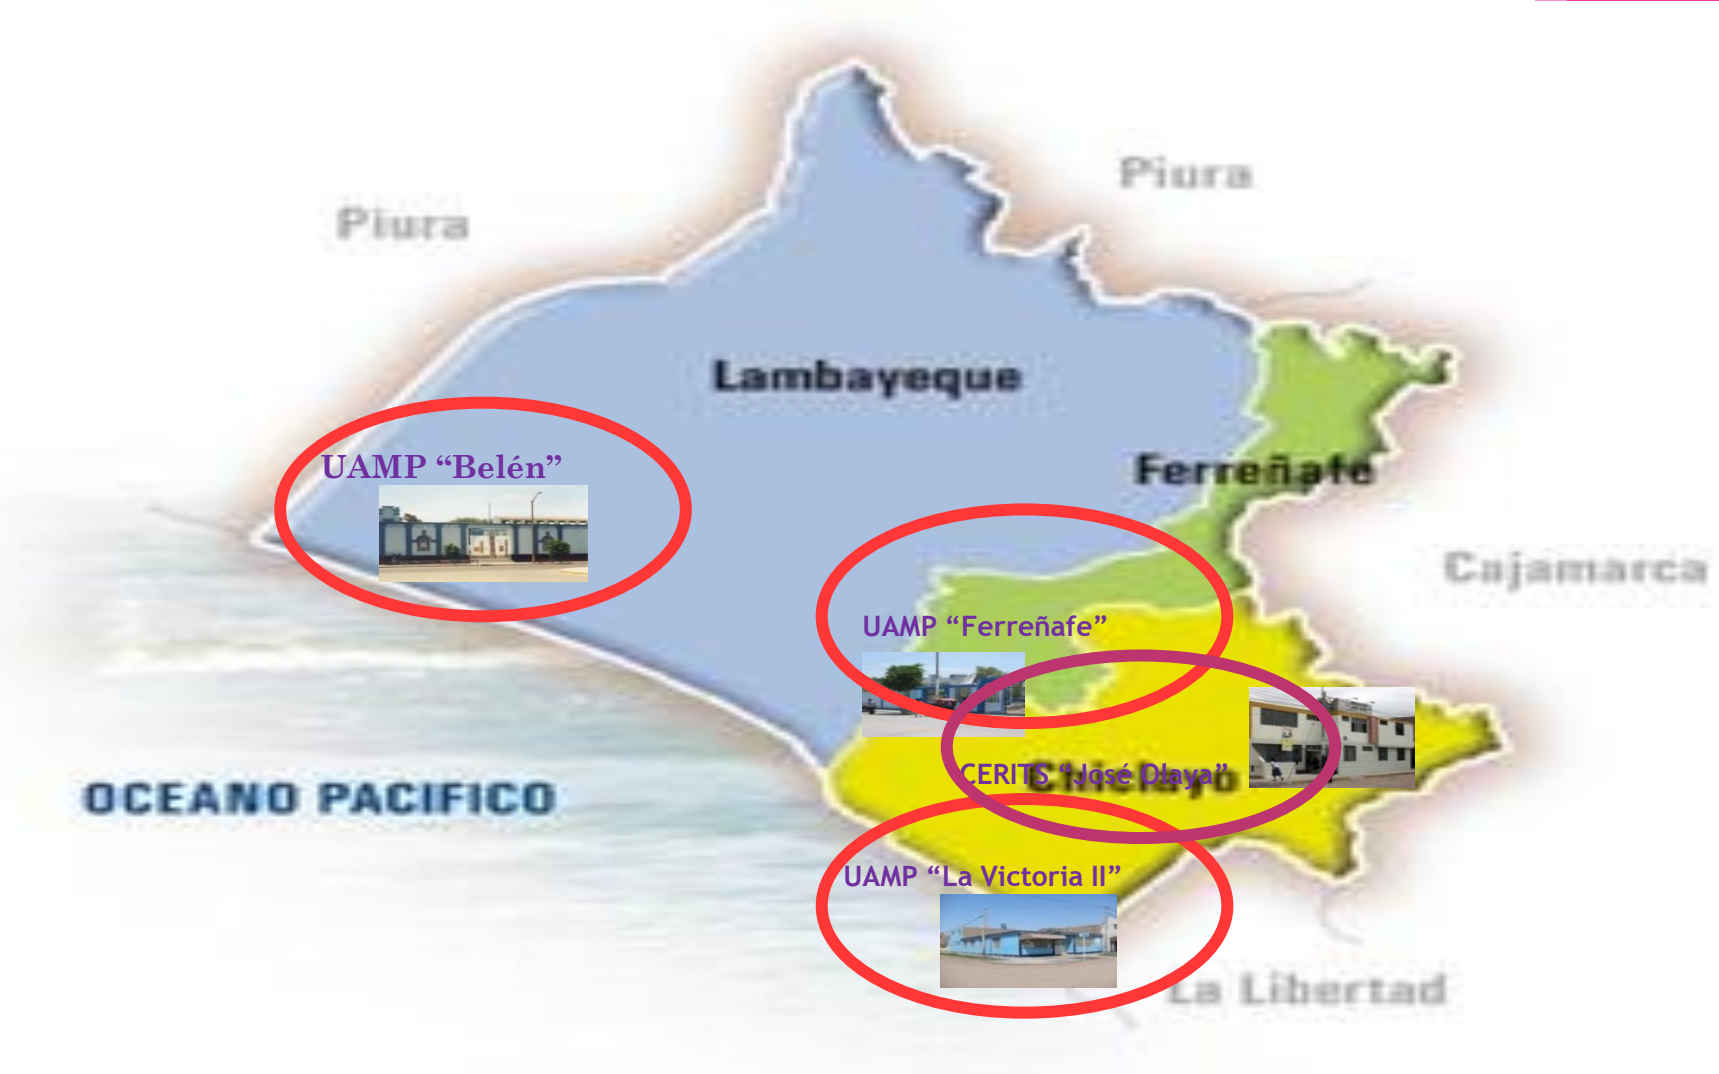 Piura
Piura
Lambayeque
UAMP “Belén”
Ferreñafe
Cajamarca
UAMP “Ferreñafe”
CERITS “José Olaya”
Chiclayo
OCEANO PACIFICO
UAMP “La Victoria II”
La Libertad